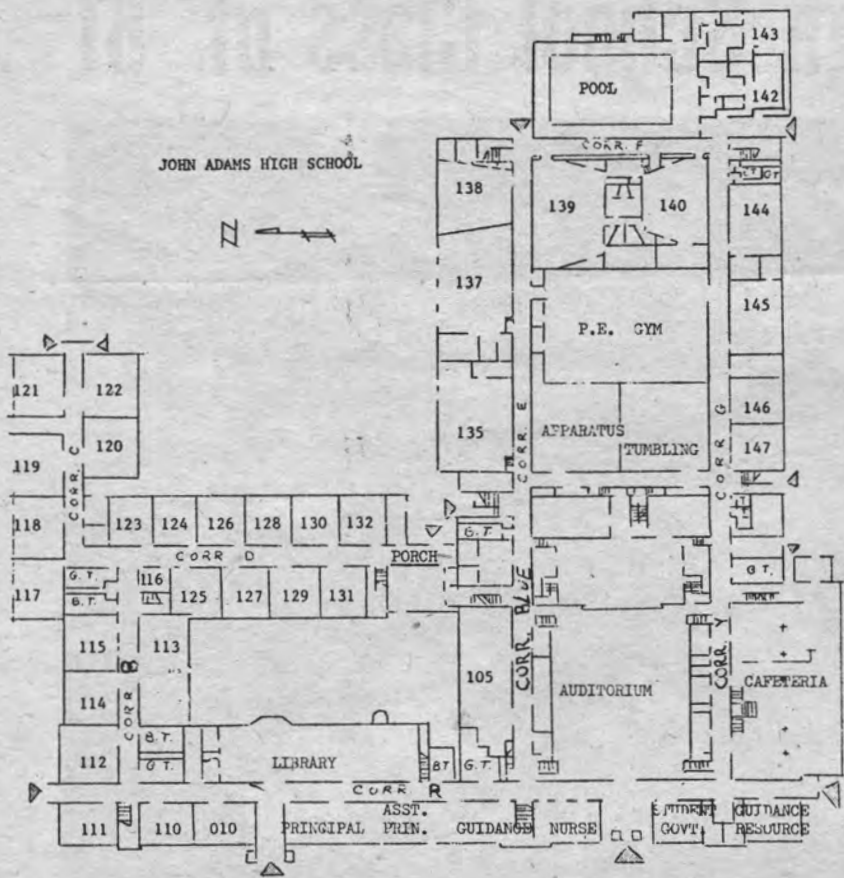 143
POOL
142
CORR. F
JOHN ADAMS HIGH SCHOOL
138
139
140
G.T.
144
N
137
145
P.E. GYM
121
122
CORR. E
CORR G
146
135
APPARATUS
120
TUMBLING
147
119
CORR. C
118
123
124
126
128
130
132
G.T.
CORR D
PORCH
G.T.
G.T.
116
117
B.T.
125
127
129
131
CORR. BLUE
CORR. Y
115
113
105
AUDITORIUM
CAFETERIA
114
CORR B
B.T.
112
G.T.
LIBRARY
BT
G.T.
CORR R
ASST.
STUDENT
GUIDANCE
111
110
010
PRINCIPAL
PRIN.
GUIDANCE
NURSE
GOVT.
RESOURCE